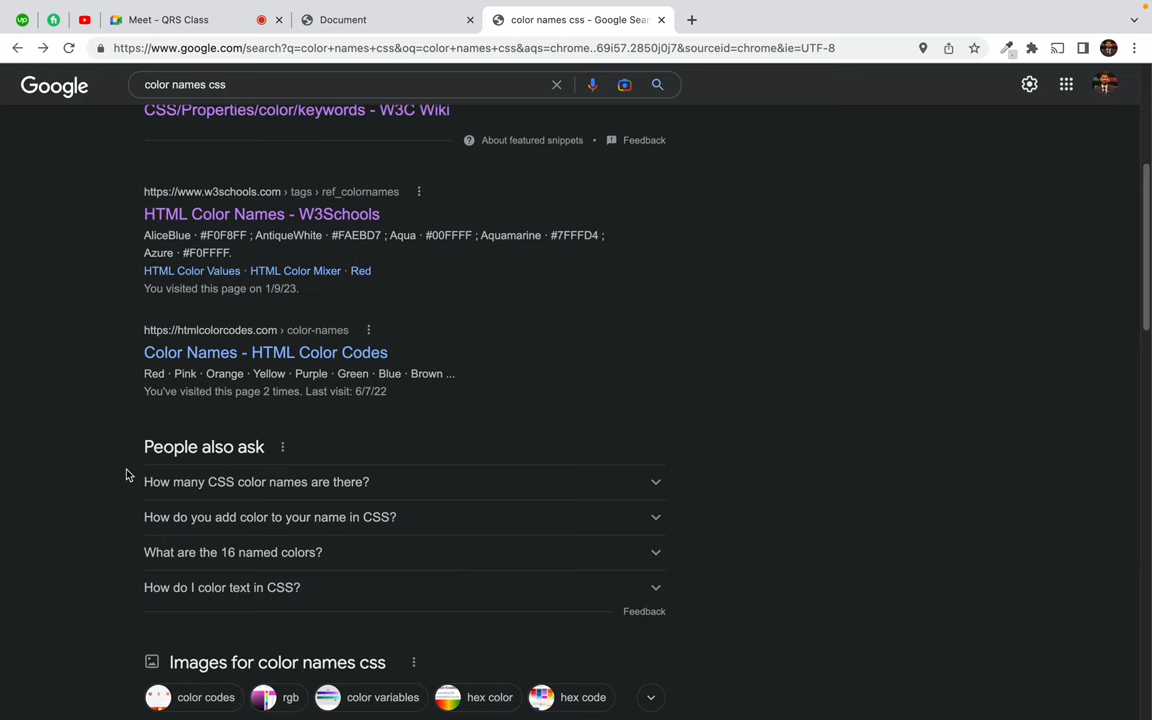 Meet - QRS Class
Document
color names css - Google Sear
https://www.google.com/search?q=color+names+css&oq=color+names+css&aqs=chrome..69i57.2850j0j7&sourceid=chrome&ie=UTF-8
Google
color names css
CSS/Properties/color/keywords - W3C Wiki
About featured snippets • Feedback
https://www.w3schools.com › tags › ref_colornames
HTML Color Names - W3Schools
AliceBlue · #F0F8FF ; AntiqueWhite · #FAEBD7 ; Aqua · #00FFFF ; Aquamarine · #7FFFD4 ;
Azure · #F0FFFF.
HTML Color Values · HTML Color Mixer · Red
You visited this page on 1/9/23.
https://htmlcolorcodes.com › color-names
Color Names - HTML Color Codes
Red · Pink · Orange · Yellow · Purple · Green · Blue · Brown ...
You've visited this page 2 times. Last visit: 6/7/22
People also ask
How many CSS color names are there?
How do you add color to your name in CSS?
What are the 16 named colors?
How do I color text in CSS?
Feedback
Images for color names css
color codes
rgb
color variables
hex color
hex code